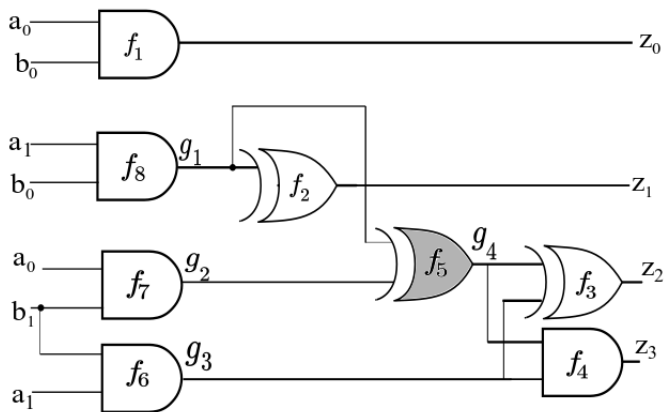 a₀
b₀
f₁
z₀
a₁
b₀
f₈
g₁
f₂
z₁
a₀
b₁
f₇
g₂
f₅
g₄
f₃
z₂
a₁
f₆
g₃
f₄
z₃